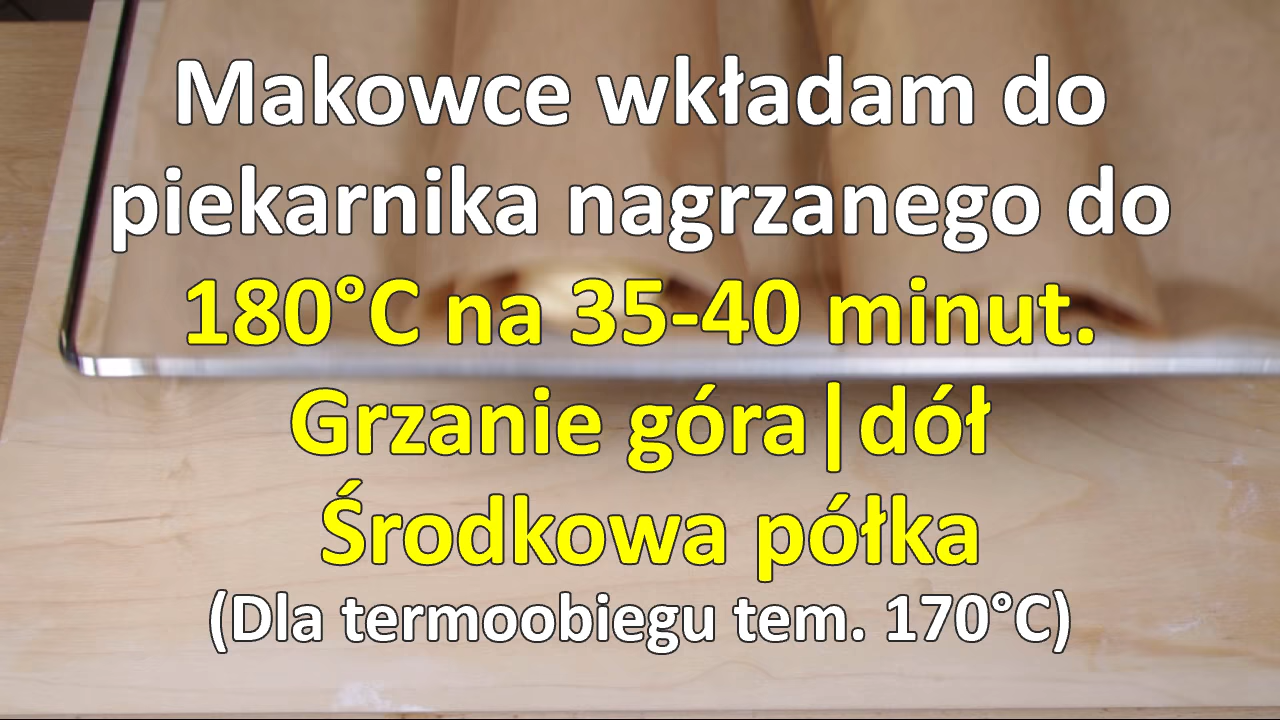 Makowce wkładam do
piekarnika nagrzanego do
180°C na 35-40 minut.
Grzanie góra|dół
Środkowa półka
(Dla termoobiegu tem. 170°C)